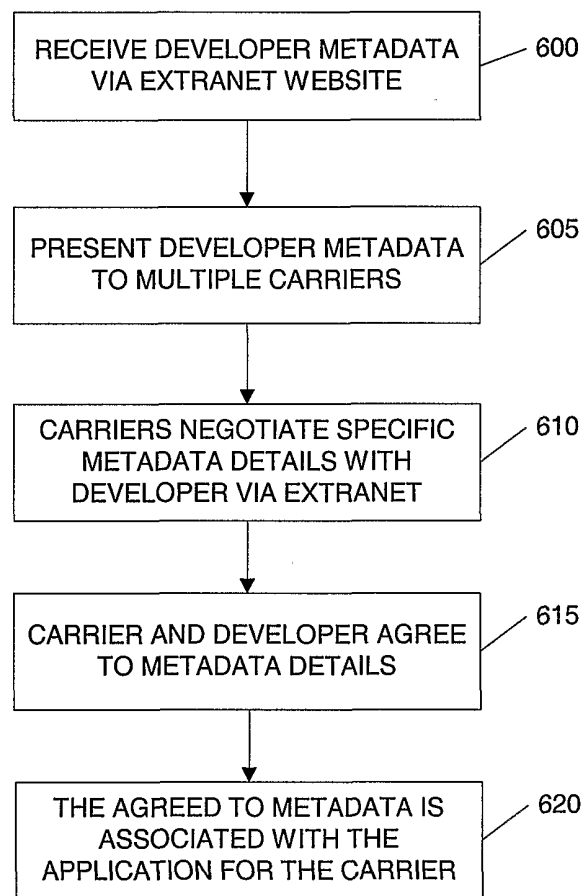 RECEIVE DEVELOPER METADATA
VIA EXTRANET WEBSITE
600
PRESENT DEVELOPER METADATA
TO MULTIPLE CARRIERS
605
CARRIERS NEGOTIATE SPECIFIC
METADATA DETAILS WITH
DEVELOPER VIA EXTRANET
610
CARRIER AND DEVELOPER AGREE
TO METADATA DETAILS
615
THE AGREED TO METADATA IS
ASSOCIATED WITH THE
APPLICATION FOR THE CARRIER
620